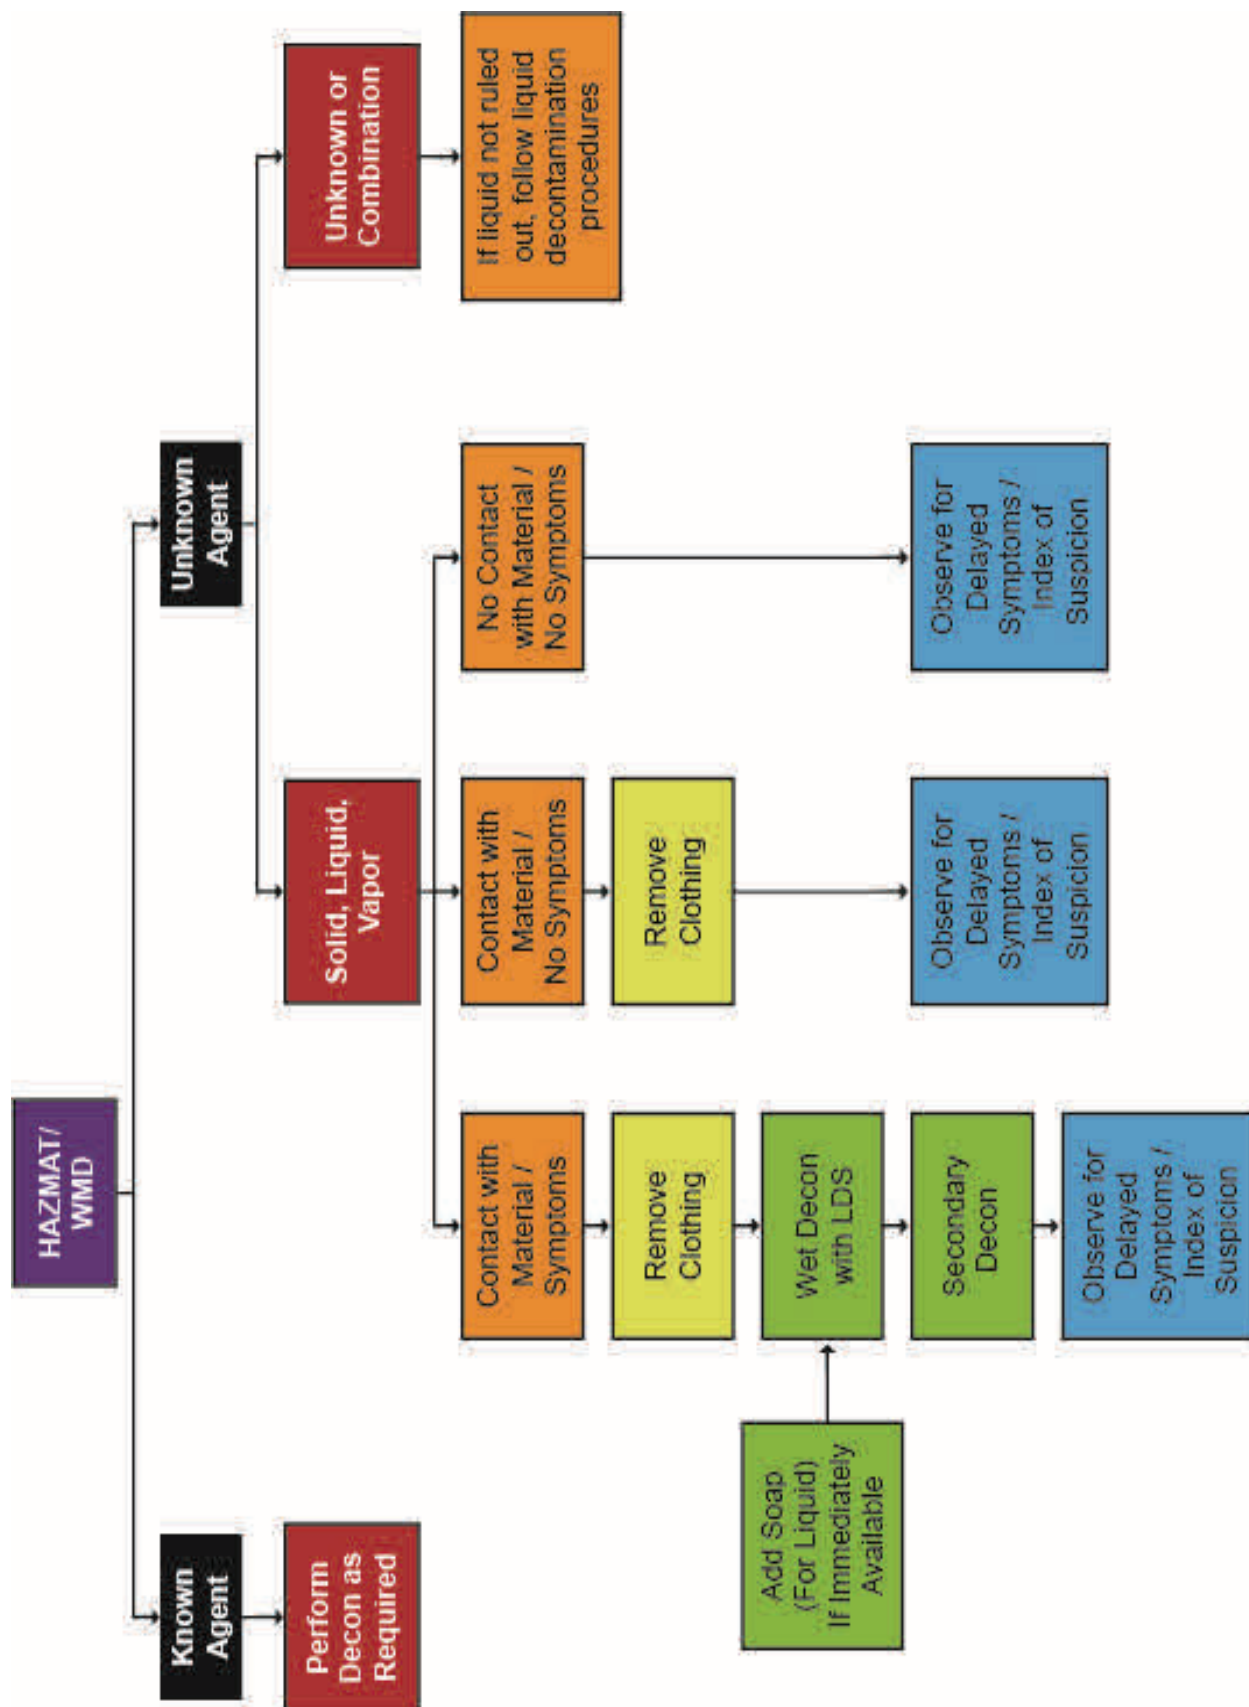 HAZMAT/
WMD
Known
Agent
Unknown
Agent
Perform
Decon as
Required
Solid, Liquid,
Vapor
Unknown or
Combination
Contact with
Material /
Symptoms
Contact with
Material /
No Symptoms
No Contact
with Material /
No Symptoms
If liquid not ruled
out, follow liquid
decontamination
procedures
Remove
Clothing
Remove
Clothing
Add Soap
(For Liquid)
If Immediately
Available
Wet Decon
with LDS
Secondary
Decon
Observe for
Delayed
Symptoms /
Index of
Suspicion
Observe for
Delayed
Symptoms /
Index of
Suspicion
Observe for
Delayed
Symptoms /
Index of
Suspicion